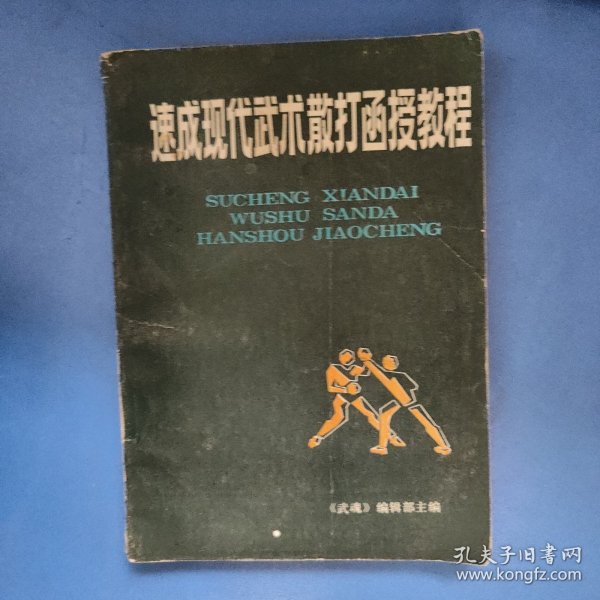 速成现代武术散打函授教程
SUCHENG XIANDAI
WUSHU SANDA
HANSHOU JIAOCHENG
《武魂》编辑部主编
孔夫子旧书网
www.kongfz.com